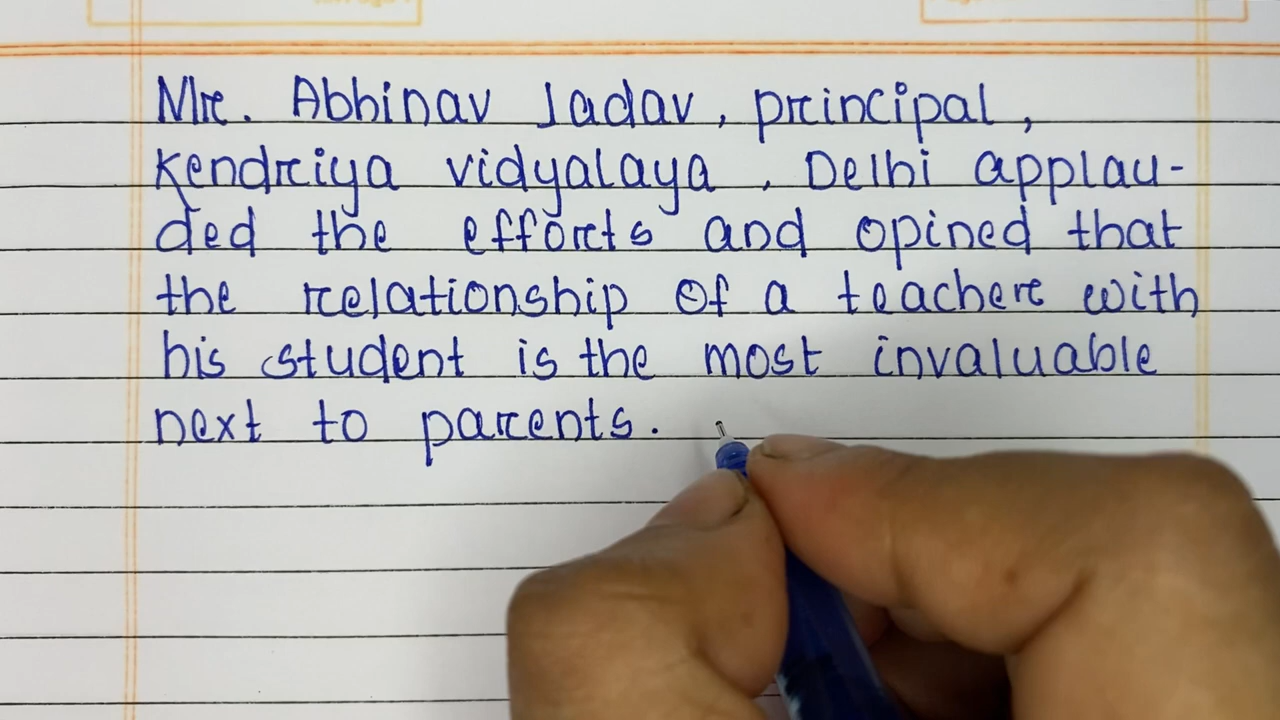 Mr. Abhinav Jadav, principal,
Kendriya vidyalaya, Delhi applau-
ded the efforts and opined that
the relationship of a teacher with
his student is the most invaluable
next to parents.